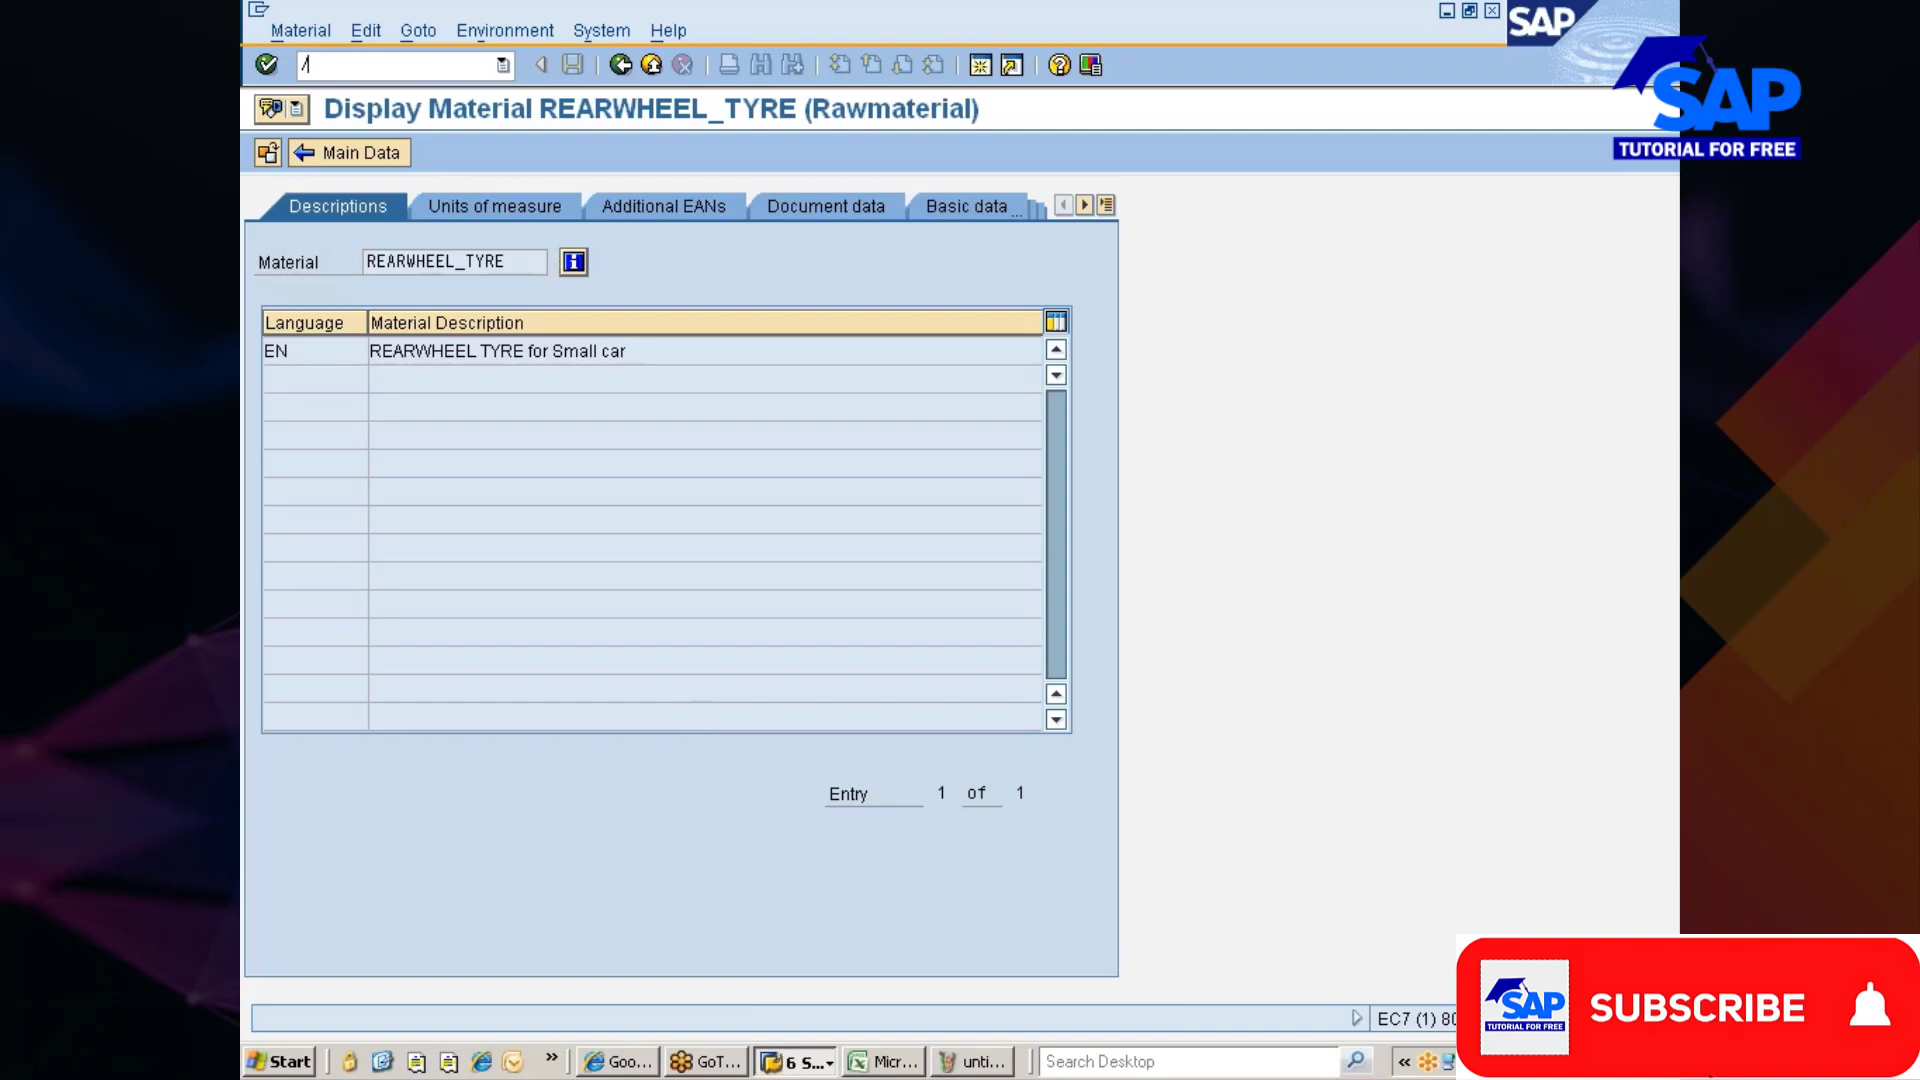 Material Edit Goto Environment System Help
SAP
/
SAP
TUTORIAL FOR FREE
Display Material REARWHEEL_TYRE (Rawmaterial)
Main Data
Descriptions Units of measure Additional EANs Document data Basic data ...
Material REARWHEEL_TYRE
Language Material Description
EN REARWHEEL TYRE for Small car
Entry 1 of 1
EC7 (1) 80
SAP
TUTORIAL FOR FREE
SUBSCRIBE
Start » Goo... GoT... 6 S... Micr... unti... Search Desktop «